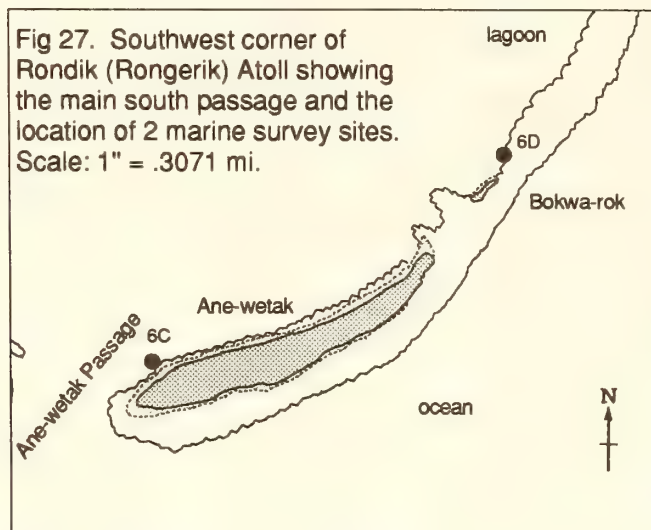 Fig 27. Southwest corner of
Rondik (Rongerik) Atoll showing
the main south passage and the
location of 2 marine survey sites.
Scale: 1" = .3071 mi.
lagoon
6D
Bokwa-rok
Ane-wetak
6C
Ane-wetak Passage
ocean
N